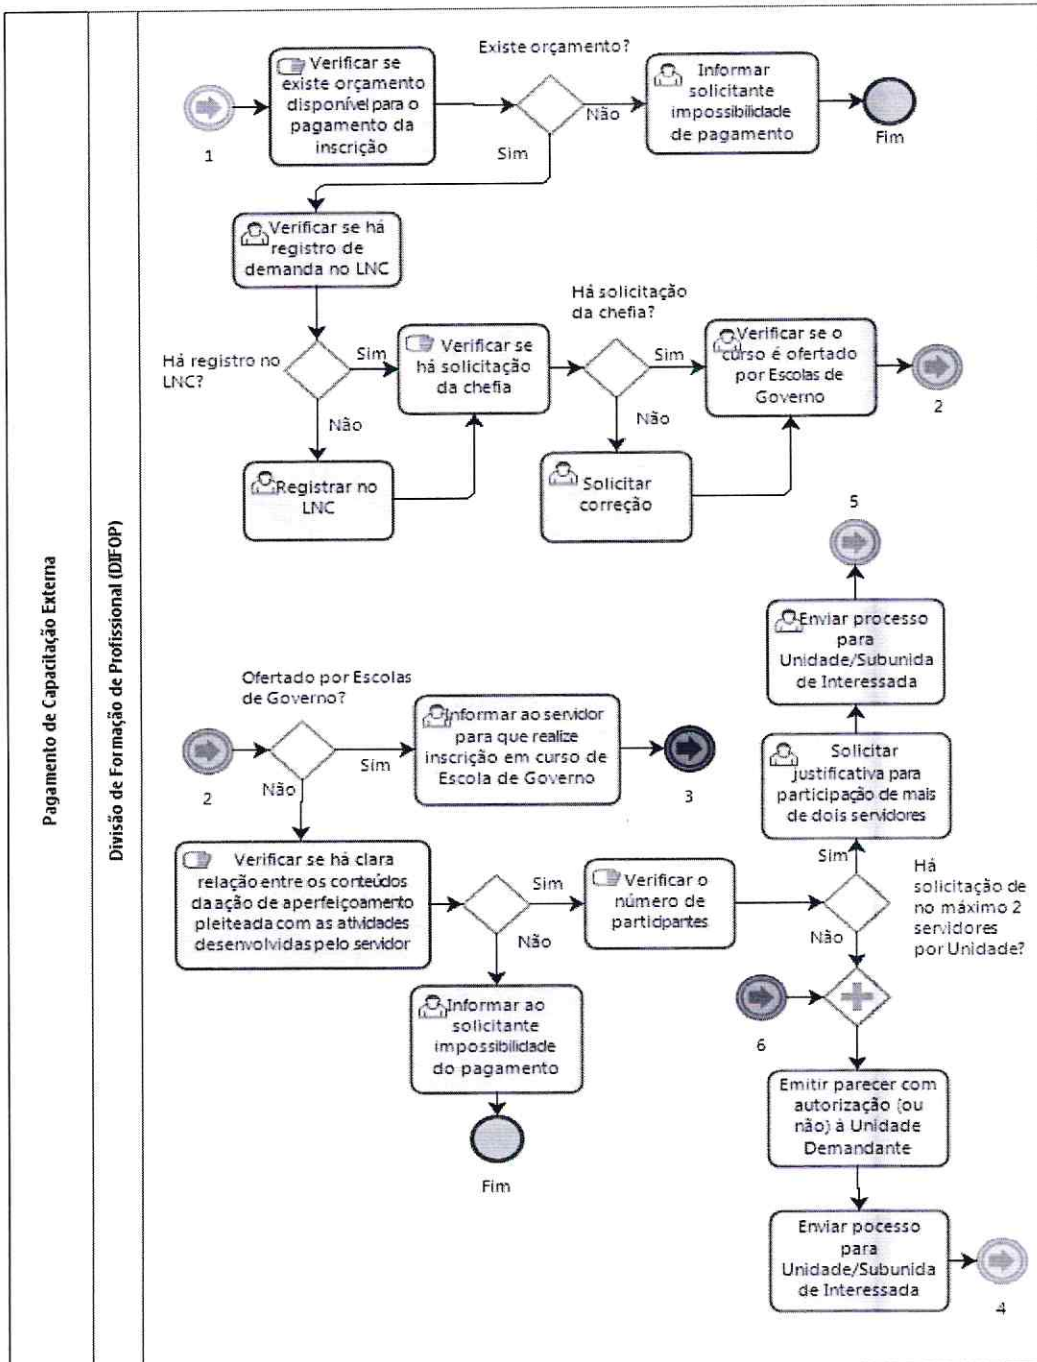 Pagamento de Capacitação Externa
Divisão de Formação de Profissional (DIFOP)
Verificar se
existe orçamento
disponível para o
pagamento da
inscrição
1
Existe orçamento?
Não
Sim
Informar
solicitante
impossibilidade
de pagamento
Fim
Verificar se há
registro de
demanda no LNC
Há registro no
LNC?
Sim
Não
Registrar no
LNC
Verificar se
há solicitação
da chefia
Há solicitação
da chefia?
Sim
Não
Solicitar
correção
Verificar se o
curso é ofertado
por Escolas de
Governo
2
5
Enviar processo
para
Unidade/Subunida
de Interessada
Solicitar
justificativa para
participação de mais
de dois servidores
Ofertado por Escolas
de Governo?
2
Sim
Não
Informar ao servidor
para que realize
inscrição em curso de
Escola de Governo
3
Verificar se há clara
relação entre os conteúdos
da ação de aperfeiçoamento
pleiteada com as atividades
desenvolvidas pelo servidor
Sim
Não
Verificar o
número de
participantes
Sim
Não
Há
solicitação de
no máximo 2
servidores
por Unidade?
Informar ao
solicitante
impossibilidade
do pagamento
Fim
6
Emitir parecer com
autorização (ou
não) à Unidade
Demandante
Enviar pocesso
para
Unidade/Subunida
de Interessada
4